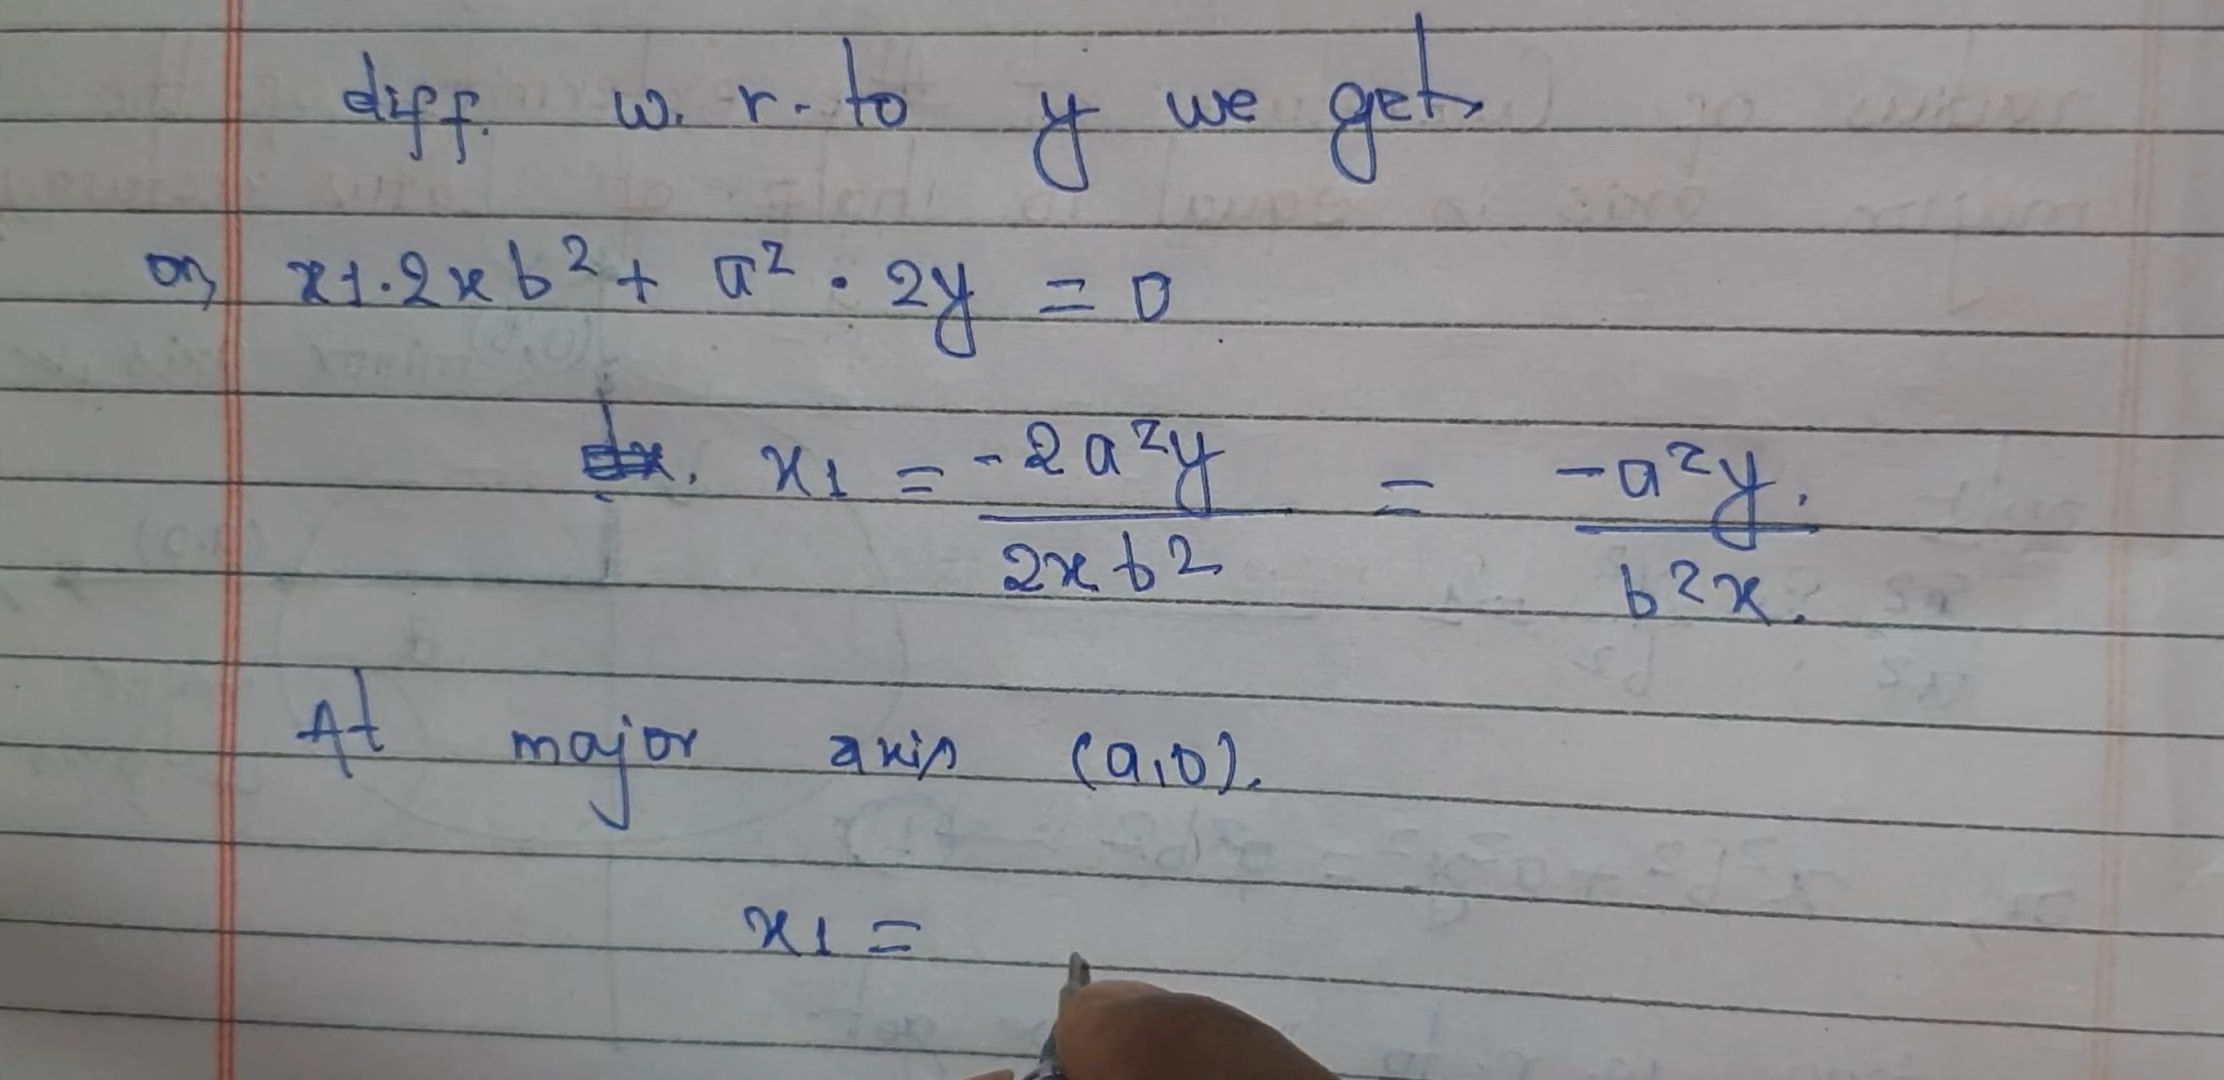 diff. w. r. to y we get,
or, x1.2xb² + a² . 2y = 0
x1 = -2a²y / 2xb² = -a²y. / b²x.
At major axis (a,0).
x1 =